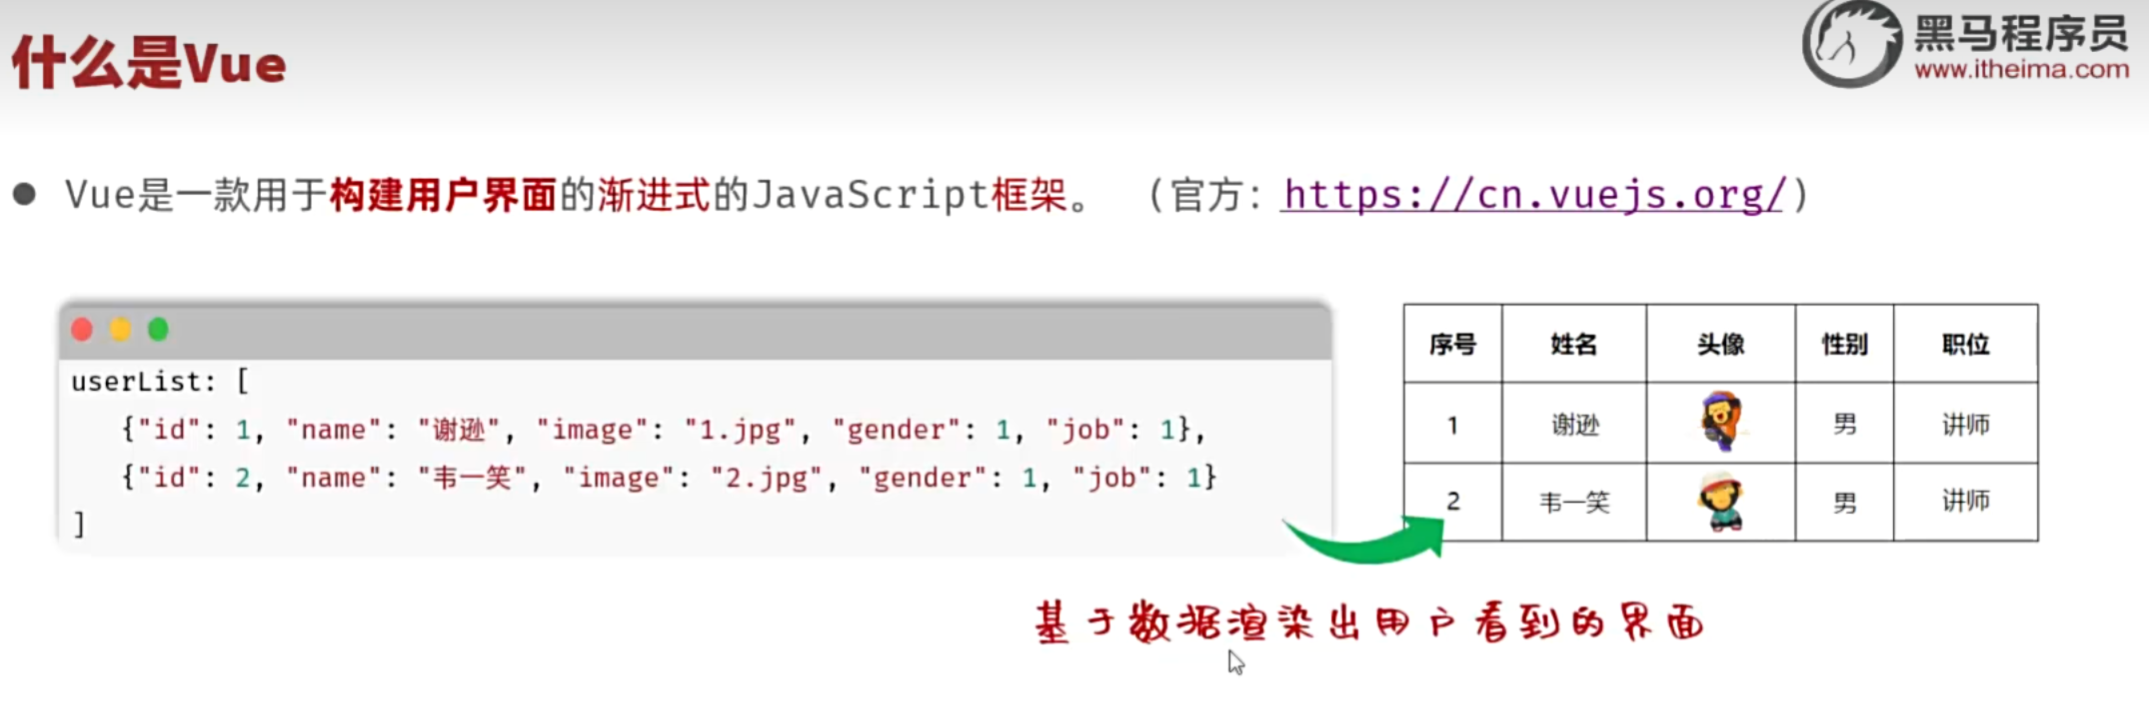 什么是Vue
黑马程序员
www.itheima.com
● Vue是一款用于构建用户界面的渐进式的JavaScript框架。 (官方: https://cn.vuejs.org/)
userList: [
{"id": 1, "name": "谢逊", "image": "1.jpg", "gender": 1, "job": 1},
{"id": 2, "name": "韦一笑", "image": "2.jpg", "gender": 1, "job": 1}
]
序号 姓名 头像 性别 职位
1 谢逊 男 讲师
2 韦一笑 男 讲师
基于数据渲染出用户看到的界面